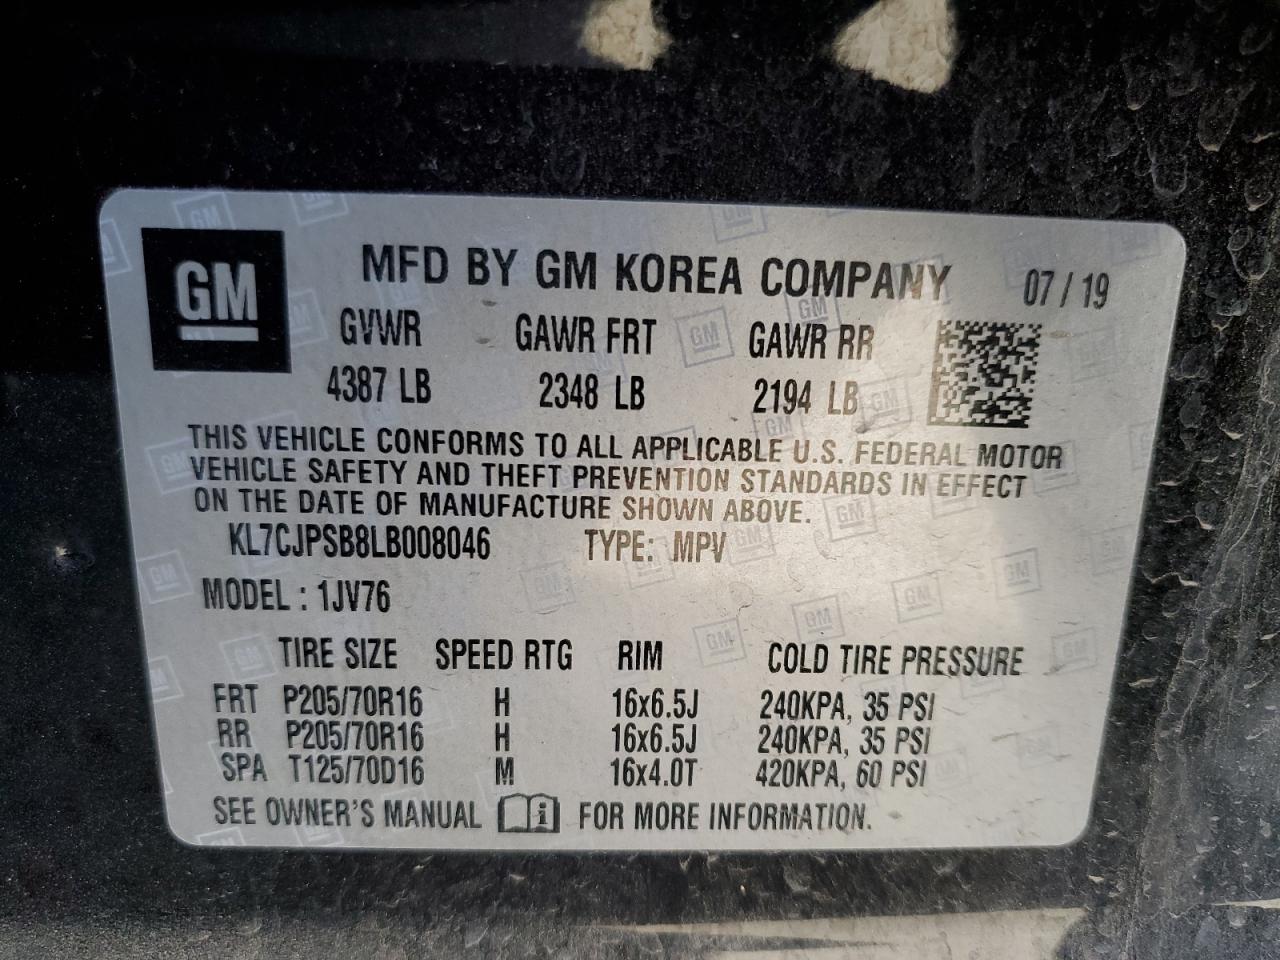 GM
MFD BY GM KOREA COMPANY 07 / 19
GVWR GAWR FRT GAWR RR
4387 LB 2348 LB 2194 LB
THIS VEHICLE CONFORMS TO ALL APPLICABLE U.S. FEDERAL MOTOR
VEHICLE SAFETY AND THEFT PREVENTION STANDARDS IN EFFECT
ON THE DATE OF MANUFACTURE SHOWN ABOVE.
KL7CJPSB8LB008046 TYPE: MPV
MODEL : 1JV76
TIRE SIZE SPEED RTG RIM COLD TIRE PRESSURE
FRT P205/70R16 H 16x6.5J 240KPA, 35 PSI
RR P205/70R16 H 16x6.5J 240KPA, 35 PSI
SPA T125/70D16 M 16x4.0T 420KPA, 60 PSI
SEE OWNER'S MANUAL i FOR MORE INFORMATION.